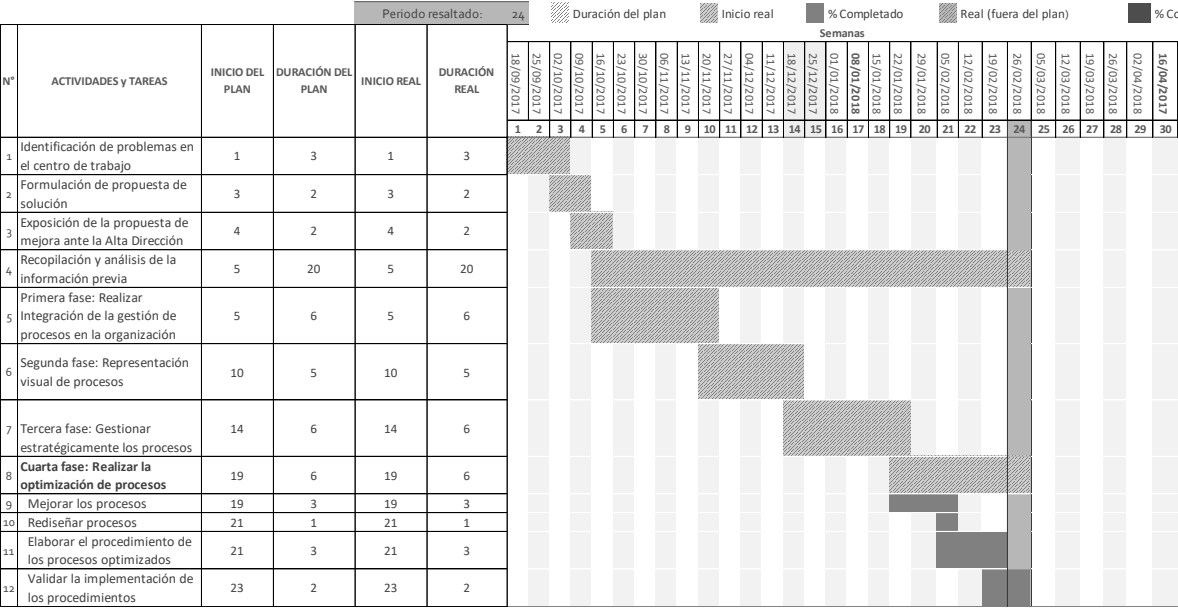 Periodo resaltado: 24 Duración del plan Inicio real % Completado Real (fuera del plan) % Co
Semanas
N° ACTIVIDADES y TAREAS INICIO DEL PLAN DURACIÓN DEL PLAN INICIO REAL DURACIÓN REAL
18/09/2017 25/09/2017 02/10/2017 09/10/2017 16/10/2017 23/10/2017 30/10/2017 06/11/2017 13/11/2017 20/11/2017 27/11/2017 04/12/2017 11/12/2017 18/12/2017 25/12/2017 01/01/2018 08/01/2018 15/01/2018 22/01/2018 29/01/2018 05/02/2018 12/02/2018 19/02/2018 26/02/2018 05/03/2018 12/03/2018 19/03/2018 26/03/2018 02/04/2018 16/04/2017
1 2 3 4 5 6 7 8 9 10 11 12 13 14 15 16 17 18 19 20 21 22 23 24 25 26 27 28 29 30
1 Identificación de problemas en
el centro de trabajo 1 3 1 3
2 Formulación de propuesta de
solución 3 2 3 2
3 Exposición de la propuesta de
mejora ante la Alta Dirección 4 2 4 2
4 Recopilación y análisis de la
información previa 5 20 5 20
5 Primera fase: Realizar
Integración de la gestión de
procesos en la organización 5 6 5 6
6 Segunda fase: Representación
visual de procesos 10 5 10 5
7 Tercera fase: Gestionar
estratégicamente los procesos 14 6 14 6
8 Cuarta fase: Realizar la
optimización de procesos 19 6 19 6
9 Mejorar los procesos 19 3 19 3
10 Rediseñar procesos 21 1 21 1
11 Elaborar el procedimiento de
los procesos optimizados 21 3 21 3
12 Validar la implementación de
los procedimientos 23 2 23 2